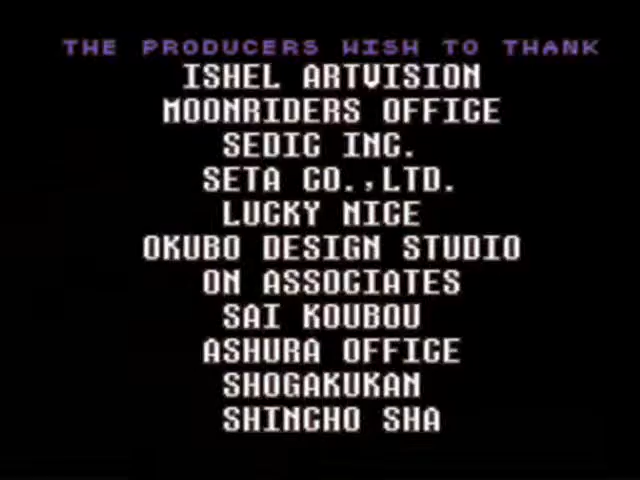 THE PRODUCERS WISH TO THANK
ISHEL ARTVISION
MOONRIDERS OFFICE
SEDIC INC.
SETA CO.,LTD.
LUCKY NICE
OKUBO DESIGN STUDIO
ON ASSOCIATES
SAI KOUBOU
ASHURA OFFICE
SHOGAKUKAN
SHINCHO SHA